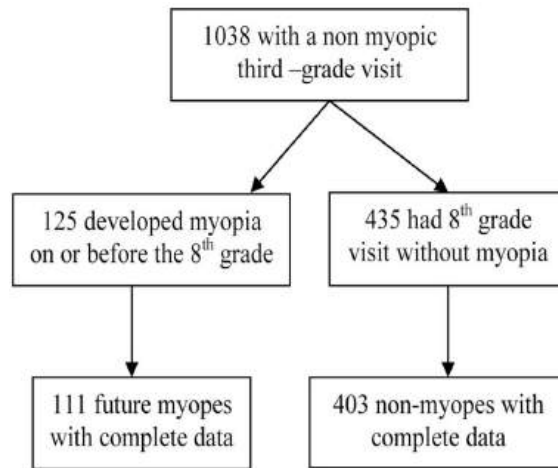 1038 with a non myopic
third –grade visit
125 developed myopia
on or before the 8th grade
435 had 8th grade
visit without myopia
111 future myopes
with complete data
403 non-myopes with
complete data